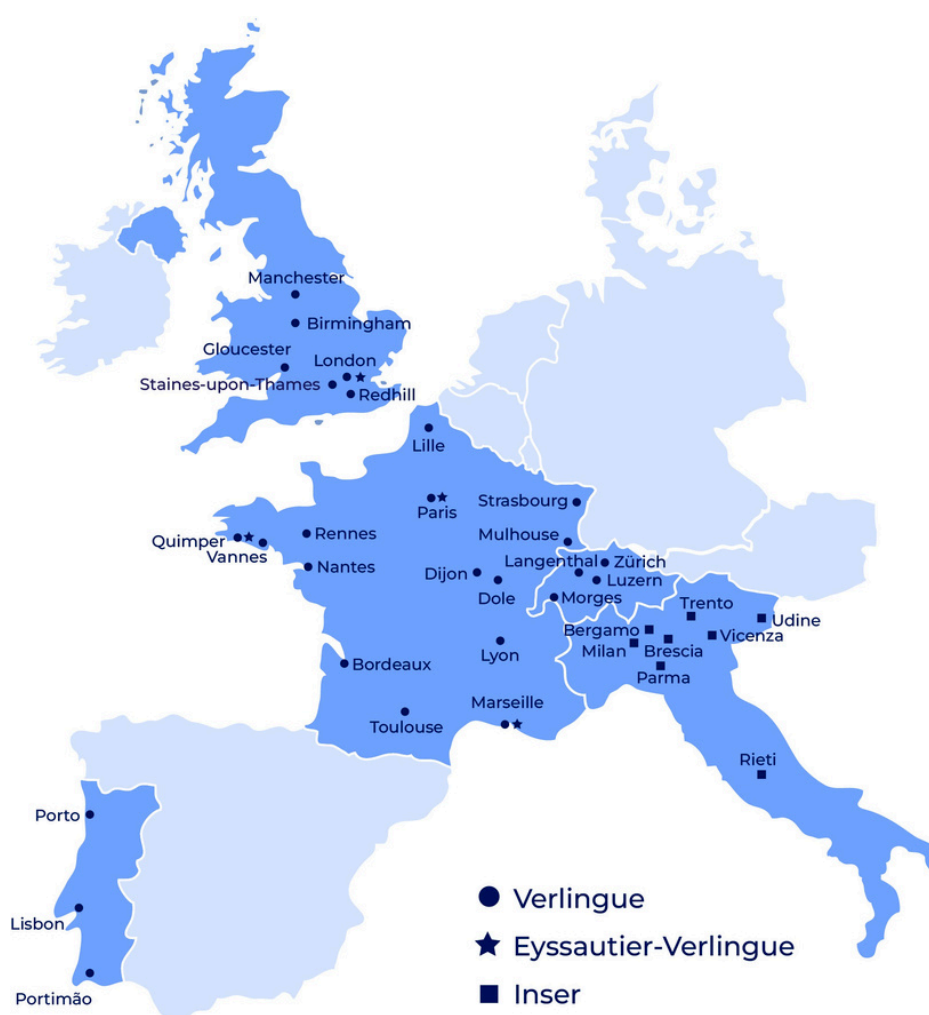 Manchester
Birmingham
Gloucester
London
Staines-upon-Thames
Redhill
Lille
Paris
Strasbourg
Quimper
Rennes
Mulhouse
Vannes
Nantes
Dijon
Langenthal
Zürich
Luzern
Dole
Morges
Trento
Udine
Bergamo
Vicenza
Milan
Brescia
Lyon
Bordeaux
Parma
Marseille
Toulouse
Rieti
Porto
Lisbon
Portimão
Verlingue
Eyssautier-Verlingue
Inser